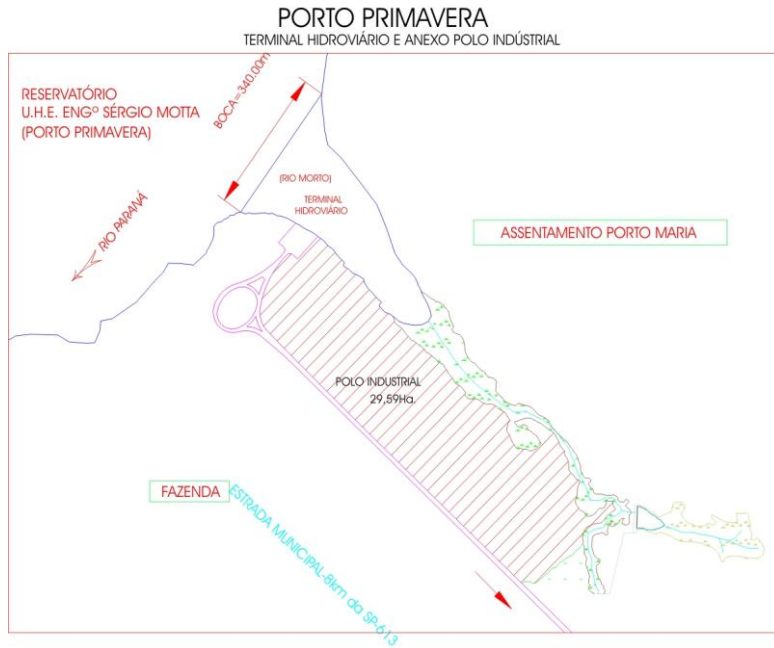 PORTO PRIMAVERA
TERMINAL HIDROVIÁRIO E ANEXO POLO INDÚSTRIAL
RESERVATÓRIO
U.H.E. ENGº SÉRGIO MOTTA
(PORTO PRIMAVERA)
BOCA=340.00m
(RIO MORTO)
TERMINAL
HIDROVIÁRIO
RIO PARANÁ
ASSENTAMENTO PORTO MARIA
POLO INDUSTRIAL
29,59Ha.
FAZENDA
ESTRADA MUNICIPAL-8km da SP-613